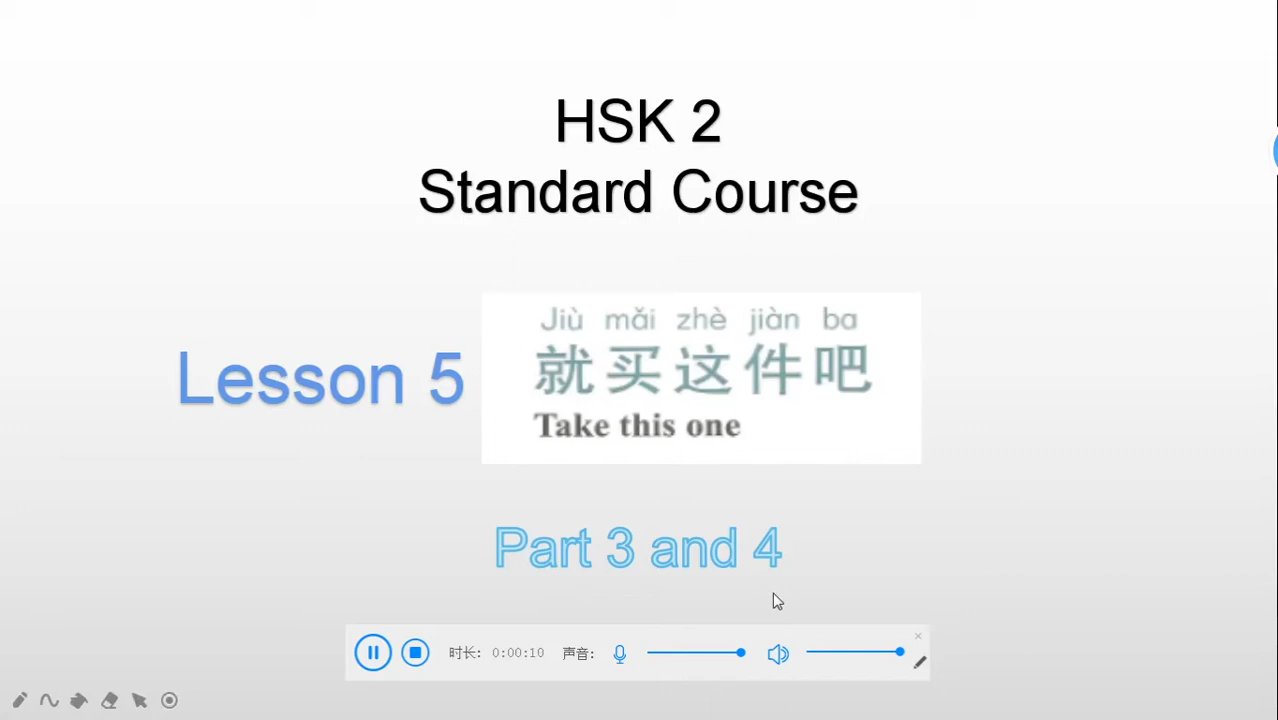 HSK 2
Standard Course
Lesson 5
Jiù mǎi zhè jiàn ba
就买这件吧
Take this one
Part 3 and 4
时长: 0:00:10 声音: